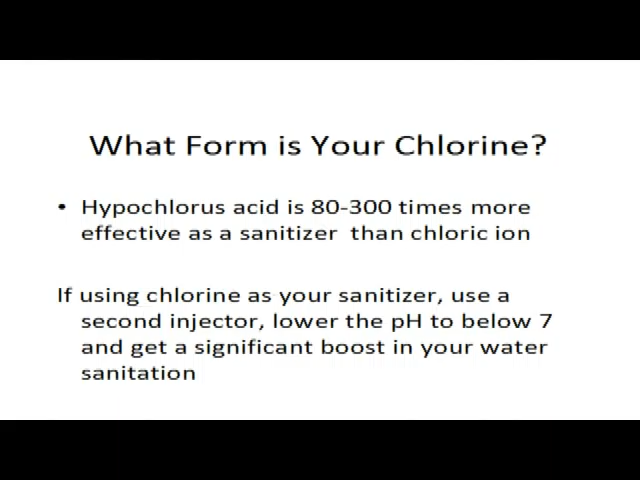 What Form is Your Chlorine?
• Hypochlorus acid is 80-300 times more
effective as a sanitizer than chloric ion
If using chlorine as your sanitizer, use a
second injector, lower the pH to below 7
and get a significant boost in your water
sanitation